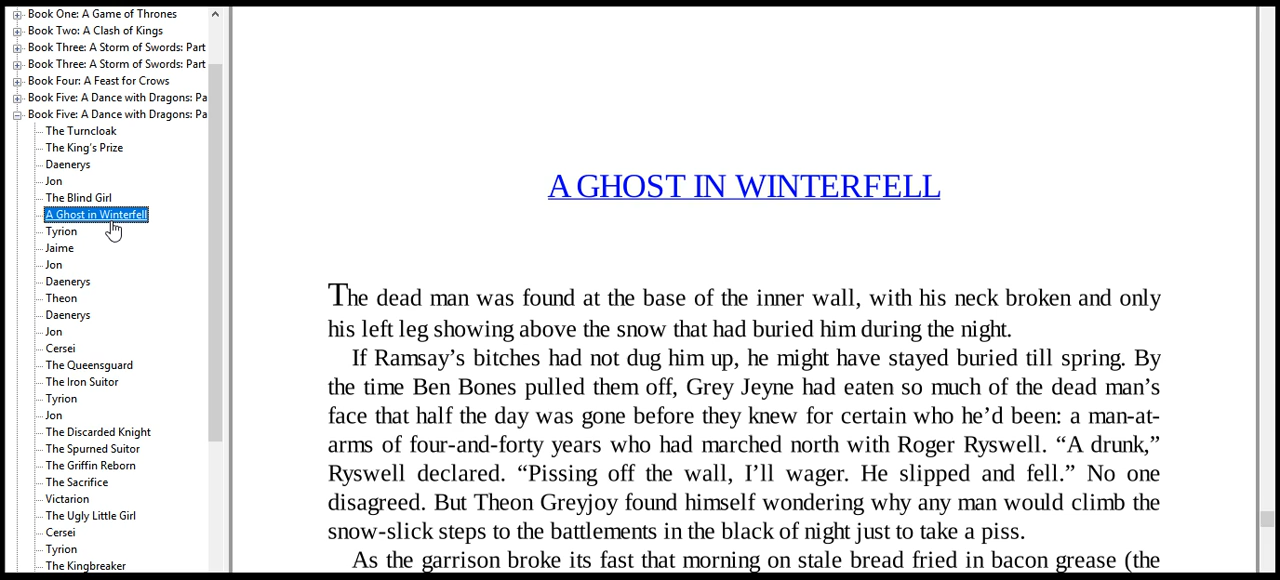 Book One: A Game of Thrones
Book Two: A Clash of Kings
Book Three: A Storm of Swords: Part
Book Three: A Storm of Swords: Part
Book Four: A Feast for Crows
Book Five: A Dance with Dragons: Pa
Book Five: A Dance with Dragons: Pa
The Turncloak
The King's Prize
Daenerys
Jon
The Blind Girl
A Ghost in Winterfell
Tyrion
Jaime
Jon
Daenerys
Theon
Daenerys
Jon
Cersei
The Queensguard
The Iron Suitor
Tyrion
Jon
The Discarded Knight
The Spurned Suitor
The Griffin Reborn
The Sacrifice
Victarion
The Ugly Little Girl
Cersei
Tyrion
The Kingbreaker
A GHOST IN WINTERFELL
The dead man was found at the base of the inner wall, with his neck broken and only
his left leg showing above the snow that had buried him during the night.
If Ramsay’s bitches had not dug him up, he might have stayed buried till spring. By
the time Ben Bones pulled them off, Grey Jeyne had eaten so much of the dead man’s
face that half the day was gone before they knew for certain who he’d been: a man-at-
arms of four-and-forty years who had marched north with Roger Ryswell. “A drunk,”
Ryswell declared. “Pissing off the wall, I’ll wager. He slipped and fell.” No one
disagreed. But Theon Greyjoy found himself wondering why any man would climb the
snow-slick steps to the battlements in the black of night just to take a piss.
As the garrison broke its fast that morning on stale bread fried in bacon grease (the